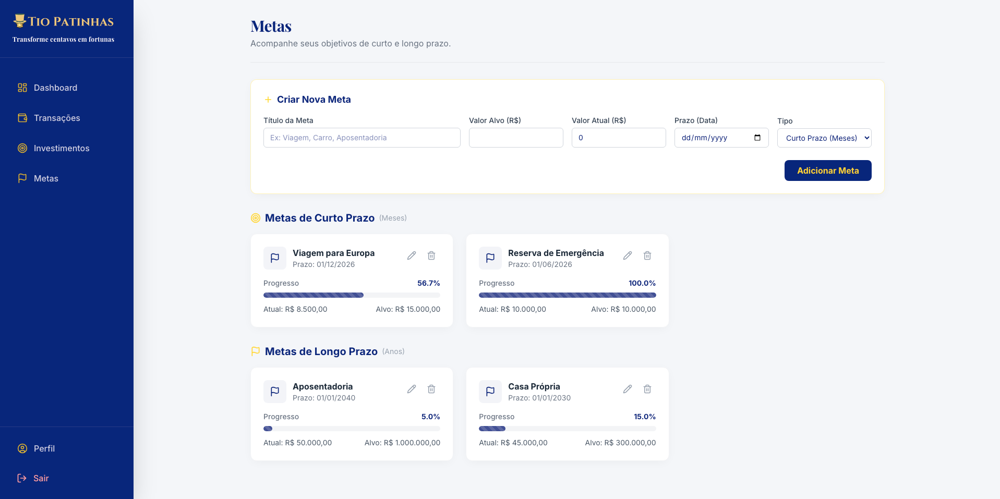 Tio Patinhas
Transforme centavos em fortunas
Dashboard
Transações
Investimentos
Metas
Perfil
Sair
Metas
Acompanhe seus objetivos de curto e longo prazo.
Criar Nova Meta
Título da Meta Valor Alvo (R$) Valor Atual (R$) Prazo (Data) Tipo
Ex: Viagem, Carro, Aposentadoria 0 dd/mm/yyyy Curto Prazo (Meses)
Adicionar Meta
Metas de Curto Prazo (Meses)
Viagem para Europa
Prazo: 01/12/2026
Progresso 56.7%
Atual: R$ 8.500,00 Alvo: R$ 15.000,00
Reserva de Emergência
Prazo: 01/06/2026
Progresso 100.0%
Atual: R$ 10.000,00 Alvo: R$ 10.000,00
Metas de Longo Prazo (Anos)
Aposentadoria
Prazo: 01/01/2040
Progresso 5.0%
Atual: R$ 50.000,00 Alvo: R$ 1.000.000,00
Casa Própria
Prazo: 01/01/2030
Progresso 15.0%
Atual: R$ 45.000,00 Alvo: R$ 300.000,00